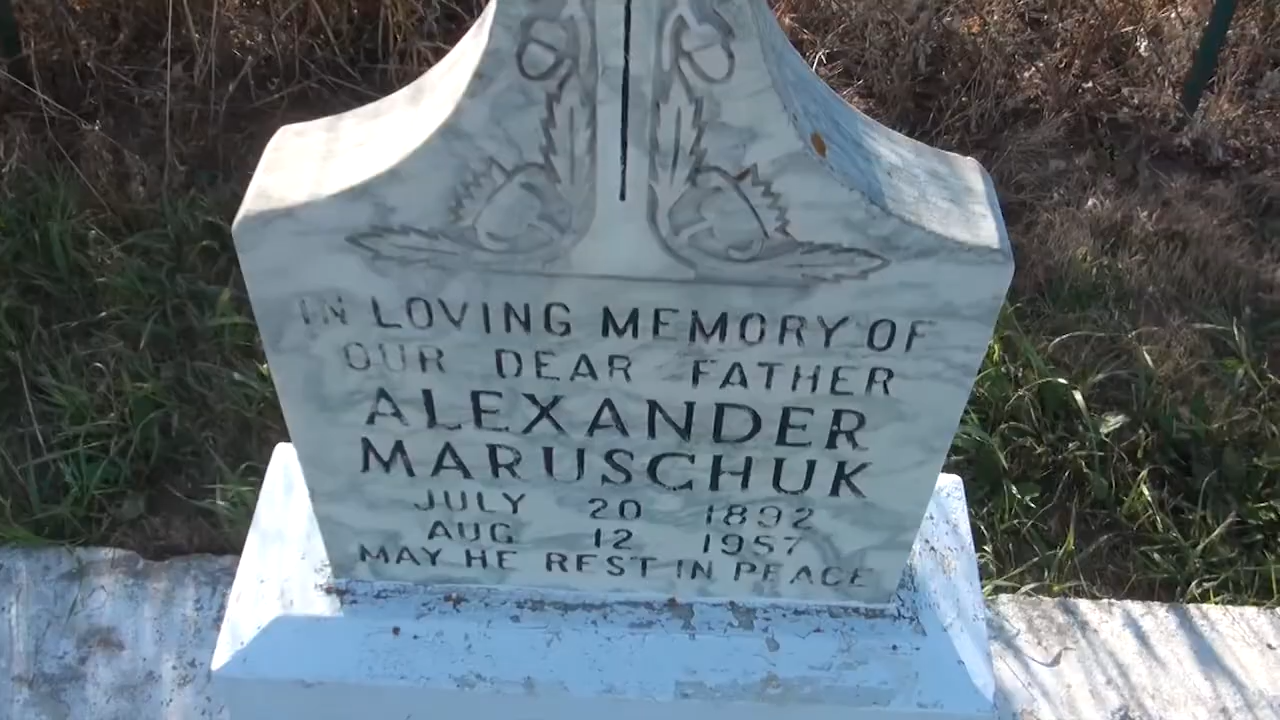 IN LOVING MEMORY OF
OUR DEAR FATHER
ALEXANDER
MARUSCHUK
JULY 20 1892
AUG 12 1957
MAY HE REST IN PEACE